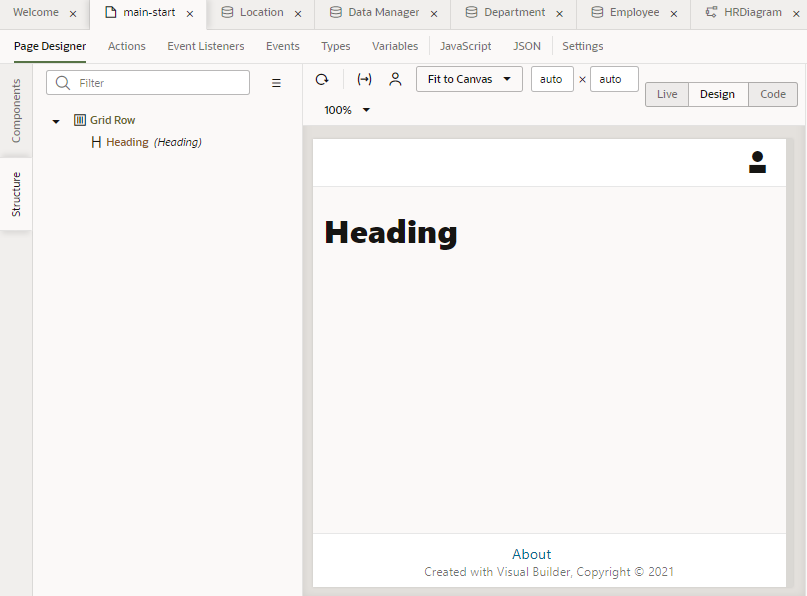 Welcome × main-start × Location × Data Manager × Department × Employee × HRDiagram ×
Page Designer Actions Event Listeners Events Types Variables JavaScript JSON Settings
Components
Structure
Filter
Grid Row
H Heading (Heading)
Fit to Canvas auto × auto
Live Design Code
100%
Heading
About
Created with Visual Builder, Copyright © 2021